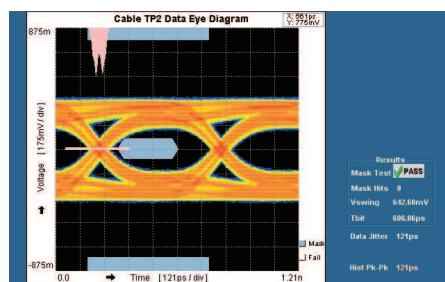 Cable TP2 Data Eye Diagram
X: 551ps
Y: 775mV
875m
Voltage [175mV / div]
-875m
0.0
Time [121ps / div]
1.21n
Mask
Fail
Results
Mask Test PASS
Mask Hits 0
Vswing 642.60mV
Tbit 606.06ps
Data Jitter 121ps
Hist Pk-Pk 121ps